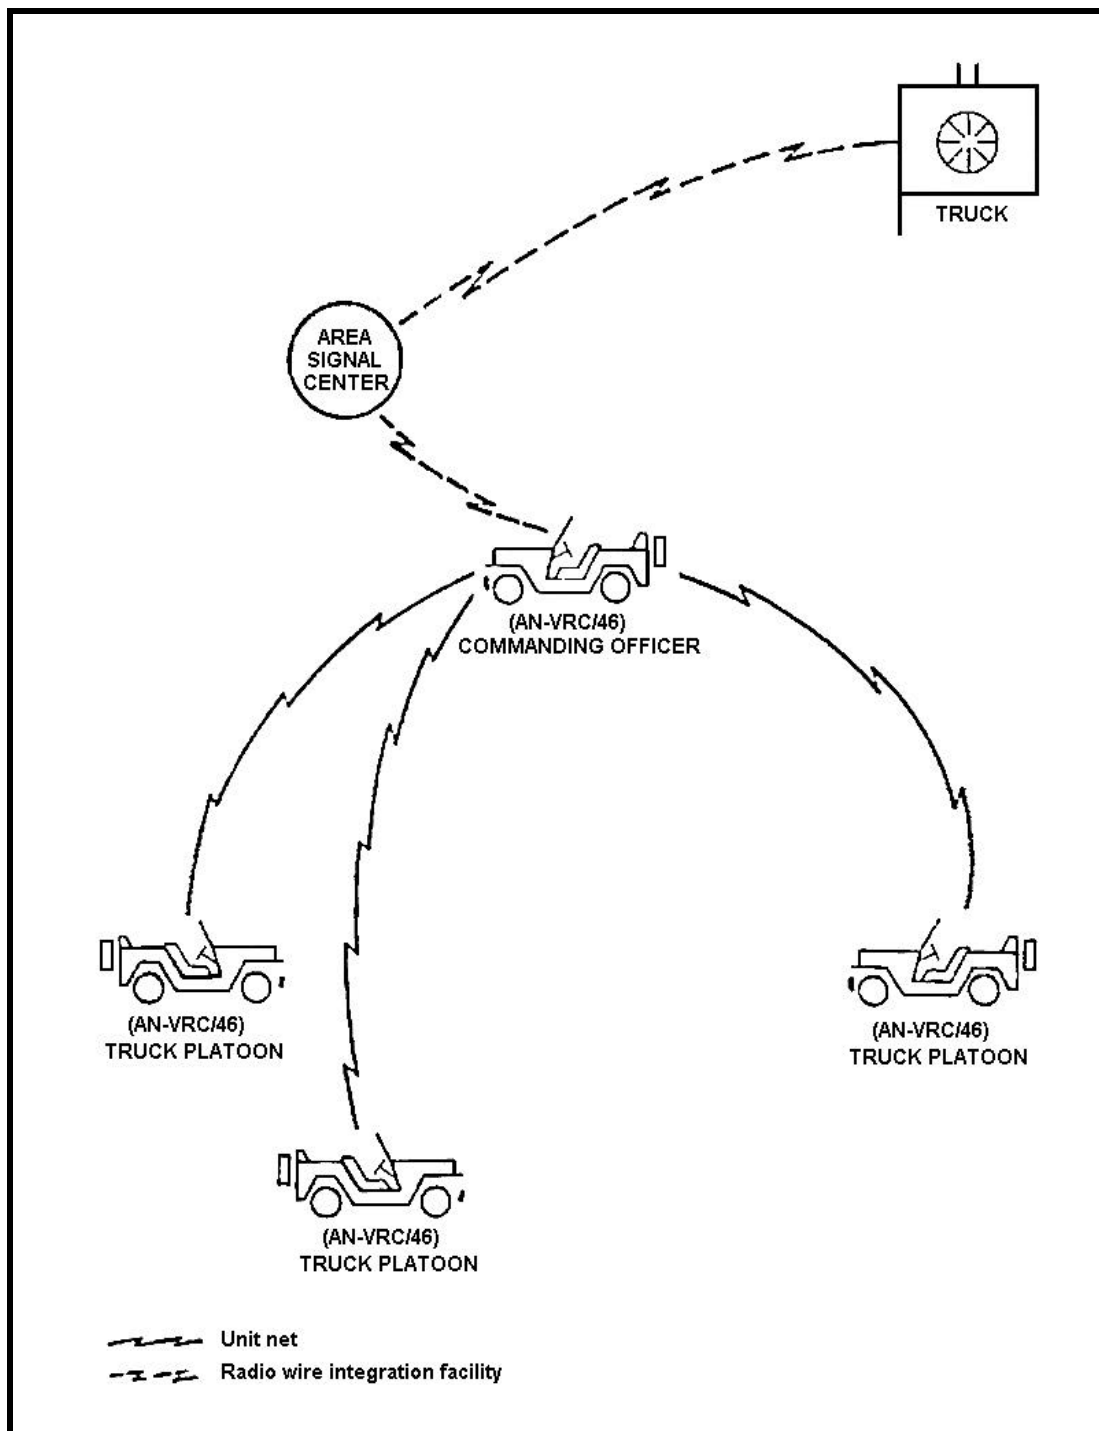 TRUCK
AREA
SIGNAL
CENTER
(AN-VRC/46)
COMMANDING OFFICER
(AN-VRC/46)
TRUCK PLATOON
(AN-VRC/46)
TRUCK PLATOON
(AN-VRC/46)
TRUCK PLATOON
Unit net
Radio wire integration facility